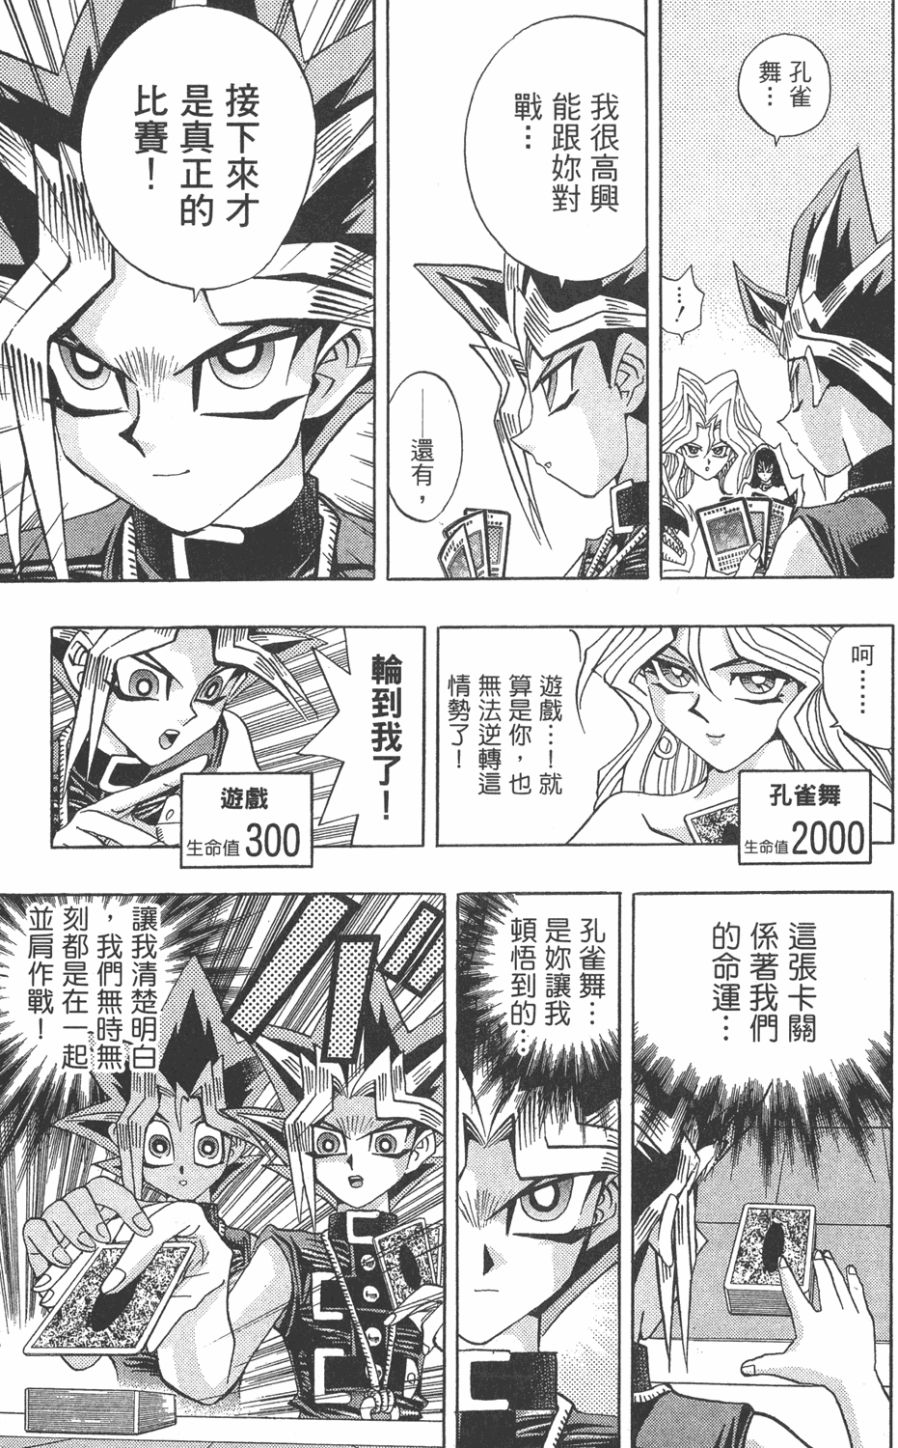 孔雀
舞…
…！
我很高興
能跟妳對
戰…
——還有，
接下來才
是真正的
比賽！
呵……
遊戲…！就
算是你，也
無法逆轉這
情勢了！
孔雀舞
生命值2000
輪到我了！
遊戲
生命值300
這張卡關
係著我們
的命運…
孔雀舞…
是妳讓我
頓悟到的…
讓我清楚明白
，我們無時無
刻都是在一起
並肩作戰！